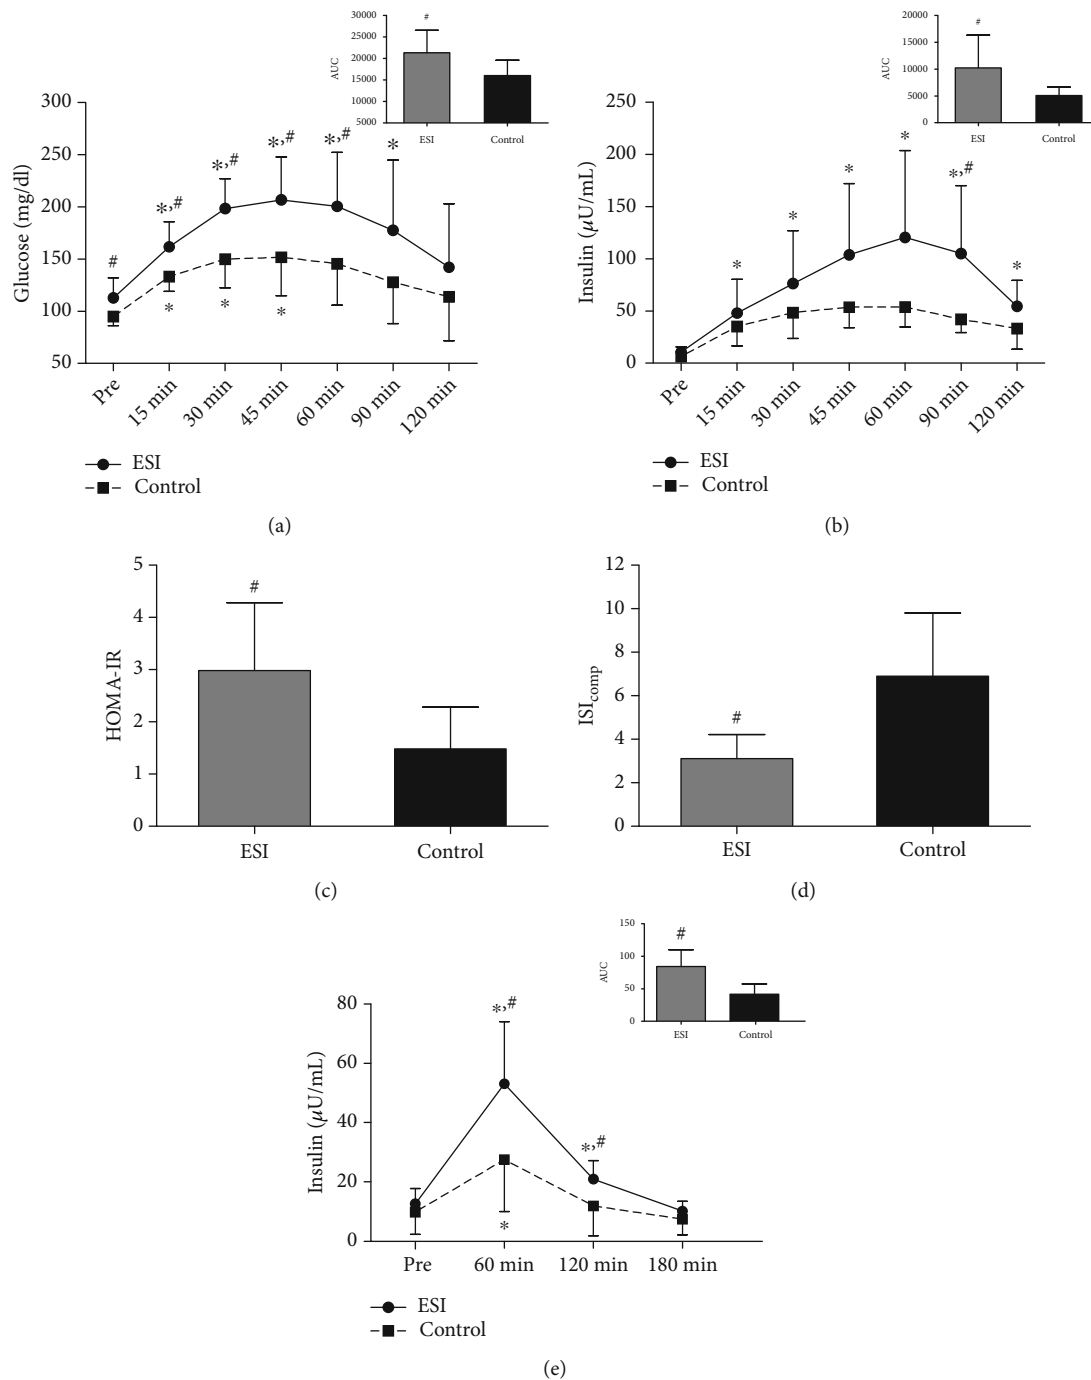 30000
25000
20000
15000
10000
5000
AUC
#
ESI
Control
300
250
200
150
100
50
Glucose (mg/dl)
#
*,#
*,#
*,#
*,#
*
*
*
*
Pre
15 min
30 min
45 min
60 min
90 min
120 min
ESI
Control
(a)
20000
15000
10000
5000
0
AUC
#
ESI
Control
250
200
150
100
50
0
Insulin (μU/mL)
*
*
*
*
*,#
*
Pre
15 min
30 min
45 min
60 min
90 min
120 min
ESI
Control
(b)
5
4
3
2
1
0
HOMA-IR
#
ESI
Control
(c)
12
10
8
6
4
2
0
ISIcomp
#
ESI
Control
(d)
150
100
50
0
AUC
#
ESI
Control
80
60
40
20
0
Insulin (μU/mL)
*,#
*,#
*
Pre
60 min
120 min
180 min
ESI
Control
(e)